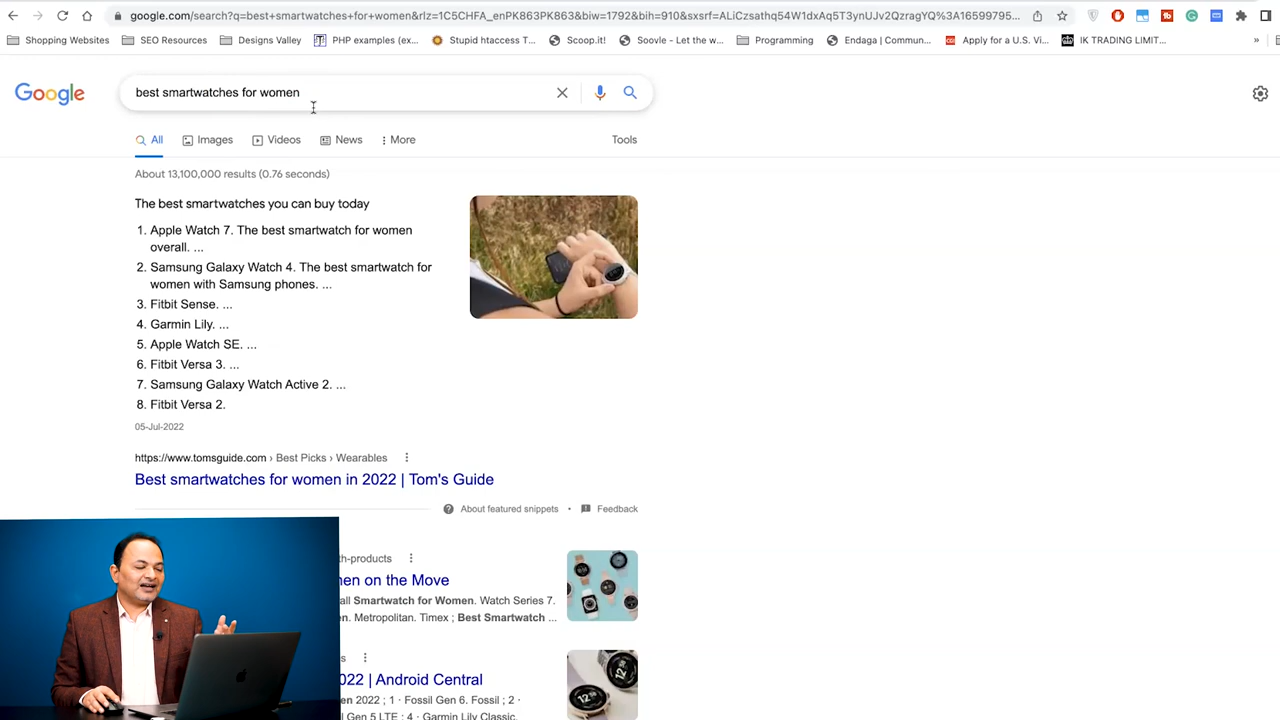 google.com/search?q=best+smartwatches+for+women&rlz=1C5CHFA_enPK863PK863&biw=1792&bih=910&sxsrf=ALiCzsathq54W1dxAq5T3ynUJv2QzragYQ%3A16599795...
Shopping Websites
SEO Resources
Designs Valley
PHP examples (ex...
Stupid htaccess T...
Scoop.it!
Soovle - Let the w...
Programming
Endaga | Commun...
Apply for a U.S. Vi...
IK TRADING LIMIT...
»
Google
best smartwatches for women
All
Images
Videos
News
More
Tools
About 13,100,000 results (0.76 seconds)
The best smartwatches you can buy today
1. Apple Watch 7. The best smartwatch for women
overall. ...
2. Samsung Galaxy Watch 4. The best smartwatch for
women with Samsung phones. ...
3. Fitbit Sense. ...
4. Garmin Lily. ...
5. Apple Watch SE. ...
6. Fitbit Versa 3. ...
7. Samsung Galaxy Watch Active 2. ...
8. Fitbit Versa 2.
05-Jul-2022
https://www.tomsguide.com › Best Picks › Wearables
Best smartwatches for women in 2022 | Tom's Guide
About featured snippets • Feedback
th-products
en on the Move
all Smartwatch for Women. Watch Series 7.
en. Metropolitan. Timex ; Best Smartwatch ...
s
022 | Android Central
en 2022 ; 1 · Fossil Gen 6. Fossil ; 2 ·
il Gen 5 LTE ; 4 · Garmin Lily Classic.